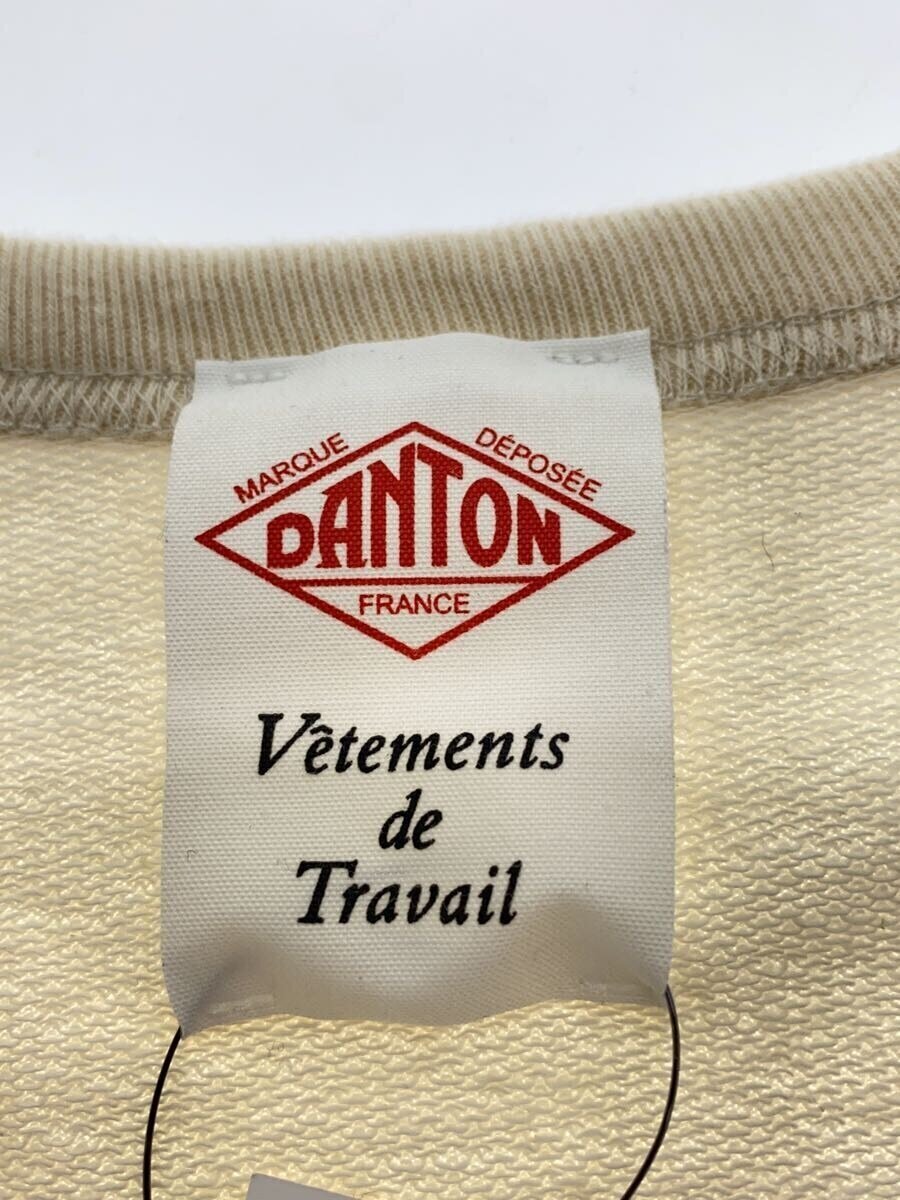 MARQUE DÉPOSÉE
DANTON
FRANCE
Vêtements
de
Travail